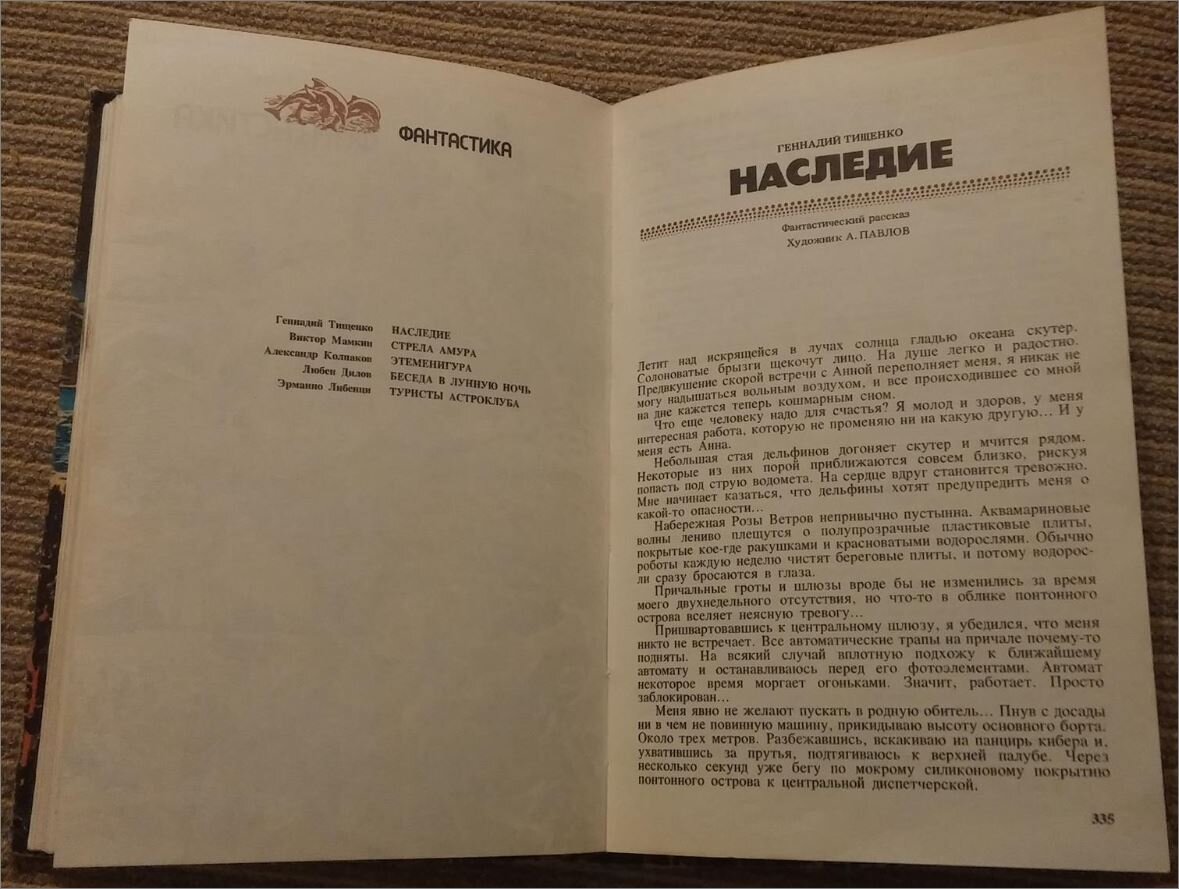 ФАНТАСТИКА
Геннадий Тищенко НАСЛЕДИЕ
Виктор Мамкин СТРЕЛА АМУРА
Александр Колпаков ЭТЕМЕНИГУРА
Любен Дилов БЕСЕДА В ЛУННУЮ НОЧЬ
Эрманно Либенци ТУРИСТЫ АСТРОКЛУБА
ГЕННАДИЙ ТИЩЕНКО
НАСЛЕДИЕ
Фантастический рассказ
Художник А. ПАВЛОВ
Летит над искрящейся в лучах солнца гладью океана скутер.
Солоноватые брызги щекочут лицо. На душе легко и радостно.
Предвкушение скорой встречи с Анной переполняет меня, я никак не
могу надышаться вольным воздухом, и все происходившее со мной
на дне кажется теперь кошмарным сном.
Что еще человеку надо для счастья? Я молод и здоров, у меня
интересная работа, которую не променяю ни на какую другую... И у
меня есть Анна.
Небольшая стая дельфинов догоняет скутер и мчится рядом.
Некоторые из них порой приближаются совсем близко, рискуя
попасть под струю водомета. На сердце вдруг становится тревожно.
Мне начинает казаться, что дельфины хотят предупредить меня о
какой-то опасности...
Набережная Розы Ветров непривычно пустынна. Аквамариновые
волны лениво плещутся о полупрозрачные пластиковые плиты,
покрытые кое-где ракушками и красноватыми водорослями. Обычно
роботы каждую неделю чистят береговые плиты, и потому водорос-
ли сразу бросаются в глаза.
Причальные гроты и шлюзы вроде бы не изменились за время
моего двухнедельного отсутствия, но что-то в облике понтонного
острова вселяет неясную тревогу...
Пришвартовавшись к центральному шлюзу, я убедился, что меня
никто не встречает. Все автоматические трапы на причале почему-то
подняты. На всякий случай вплотную подхожу к ближайшему
автомату и останавливаюсь перед его фотоэлементами. Автомат
некоторое время моргает огоньками. Значит, работает. Просто
заблокирован...
Меня явно не желают пускать в родную обитель... Пнув с досады
ни в чем не повинную машину, прикидываю высоту основного борта.
Около трех метров. Разбежавшись, вскакиваю на панцирь кибера и,
ухватившись за прутья, подтягиваюсь к верхней палубе. Через
несколько секунд уже бегу по мокрому силиконовому покрытию
понтонного острова к центральной диспетчерской.
335